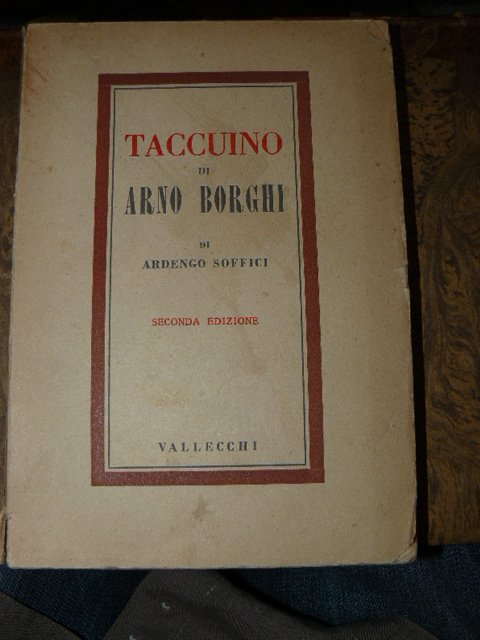 TACCUINO
DI
ARNO BORGHI
DI
ARDENGO SOFFICI
SECONDA EDIZIONE
VALLECCHI